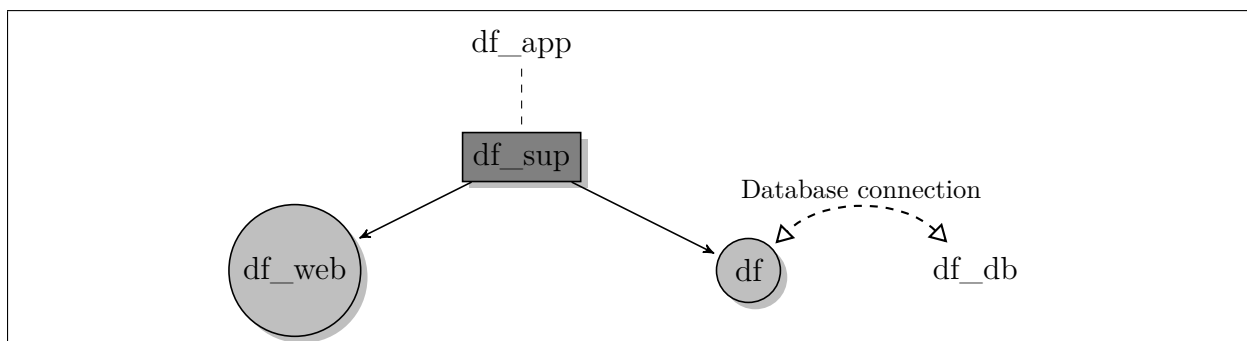 df_app
df_sup
Database connection
df_web
df
df_db